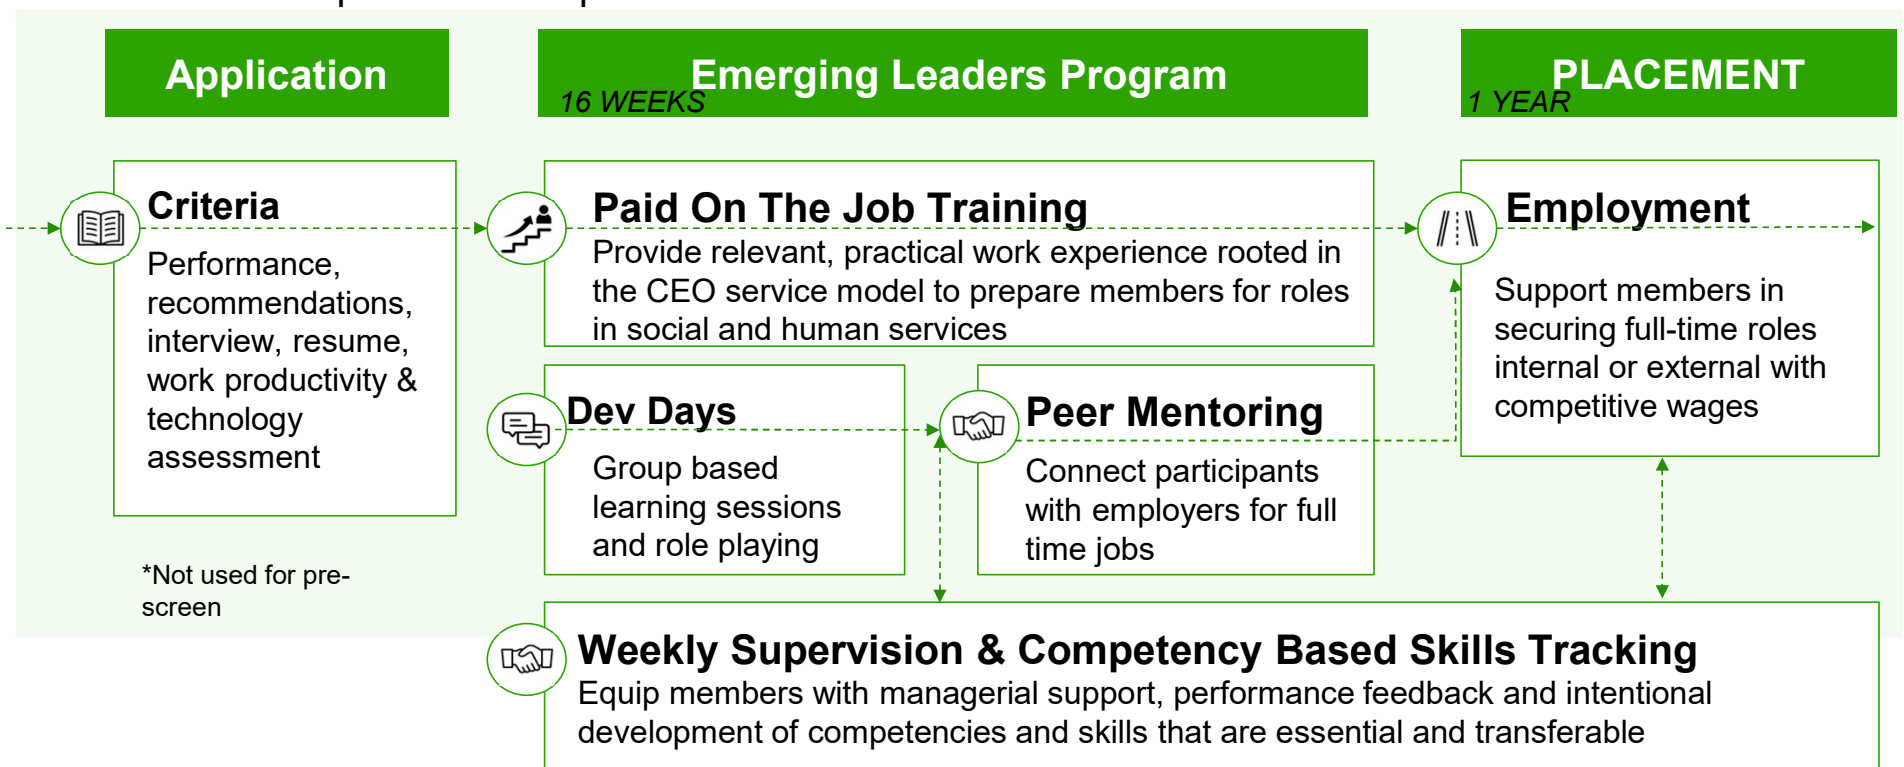 Application
Emerging Leaders Program
16 WEEKS
PLACEMENT
1 YEAR
Criteria
Performance,
recommendations,
interview, resume,
work productivity &
technology
assessment
*Not used for pre-
screen
Paid On The Job Training
Provide relevant, practical work experience rooted in
the CEO service model to prepare members for roles
in social and human services
Dev Days
Group based
learning sessions
and role playing
Peer Mentoring
Connect participants
with employers for full
time jobs
Employment
Support members in
securing full-time roles
internal or external with
competitive wages
Weekly Supervision & Competency Based Skills Tracking
Equip members with managerial support, performance feedback and intentional
development of competencies and skills that are essential and transferable